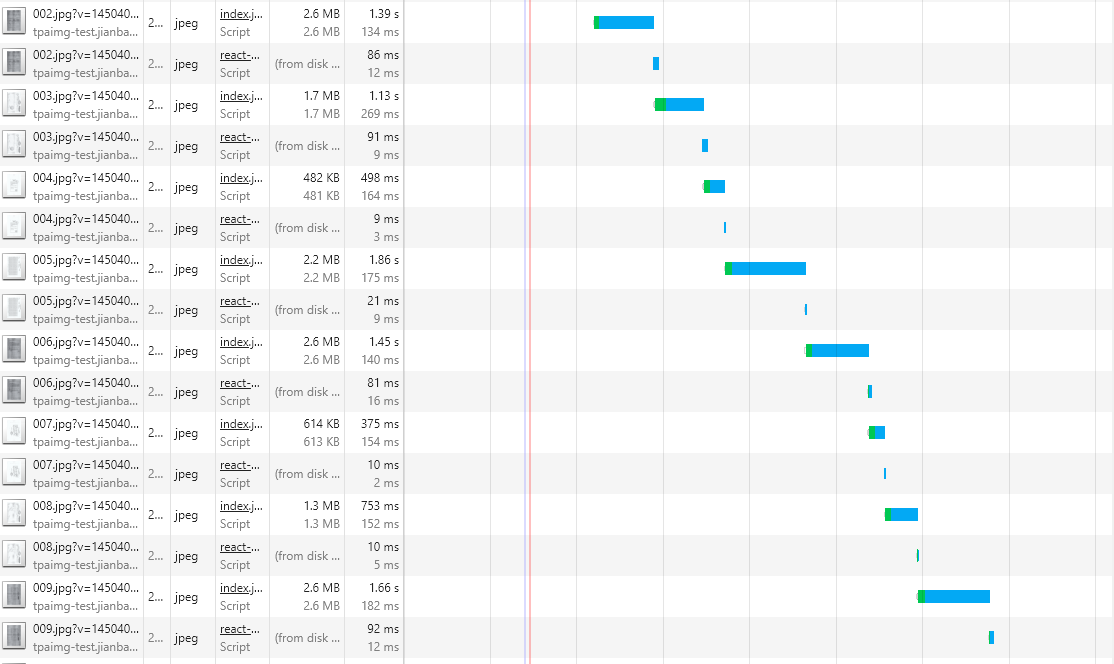 002.jpg?v=145040... 2... jpeg index.j... 2.6 MB 1.39 s
tpaimg-test.jianba... Script 2.6 MB 134 ms
002.jpg?v=145040... 2... jpeg react-... (from disk ... 86 ms
tpaimg-test.jianba... Script 12 ms
003.jpg?v=145040... 2... jpeg index.j... 1.7 MB 1.13 s
tpaimg-test.jianba... Script 1.7 MB 269 ms
003.jpg?v=145040... 2... jpeg react-... (from disk ... 91 ms
tpaimg-test.jianba... Script 9 ms
004.jpg?v=145040... 2... jpeg index.j... 482 KB 498 ms
tpaimg-test.jianba... Script 481 KB 164 ms
004.jpg?v=145040... 2... jpeg react-... (from disk ... 9 ms
tpaimg-test.jianba... Script 3 ms
005.jpg?v=145040... 2... jpeg index.j... 2.2 MB 1.86 s
tpaimg-test.jianba... Script 2.2 MB 175 ms
005.jpg?v=145040... 2... jpeg react-... (from disk ... 21 ms
tpaimg-test.jianba... Script 9 ms
006.jpg?v=145040... 2... jpeg index.j... 2.6 MB 1.45 s
tpaimg-test.jianba... Script 2.6 MB 140 ms
006.jpg?v=145040... 2... jpeg react-... (from disk ... 81 ms
tpaimg-test.jianba... Script 16 ms
007.jpg?v=145040... 2... jpeg index.j... 614 KB 375 ms
tpaimg-test.jianba... Script 613 KB 154 ms
007.jpg?v=145040... 2... jpeg react-... (from disk ... 10 ms
tpaimg-test.jianba... Script 2 ms
008.jpg?v=145040... 2... jpeg index.j... 1.3 MB 753 ms
tpaimg-test.jianba... Script 1.3 MB 152 ms
008.jpg?v=145040... 2... jpeg react-... (from disk ... 10 ms
tpaimg-test.jianba... Script 5 ms
009.jpg?v=145040... 2... jpeg index.j... 2.6 MB 1.66 s
tpaimg-test.jianba... Script 2.6 MB 182 ms
009.jpg?v=145040... 2... jpeg react-... (from disk ... 92 ms
tpaimg-test.jianba... Script 12 ms